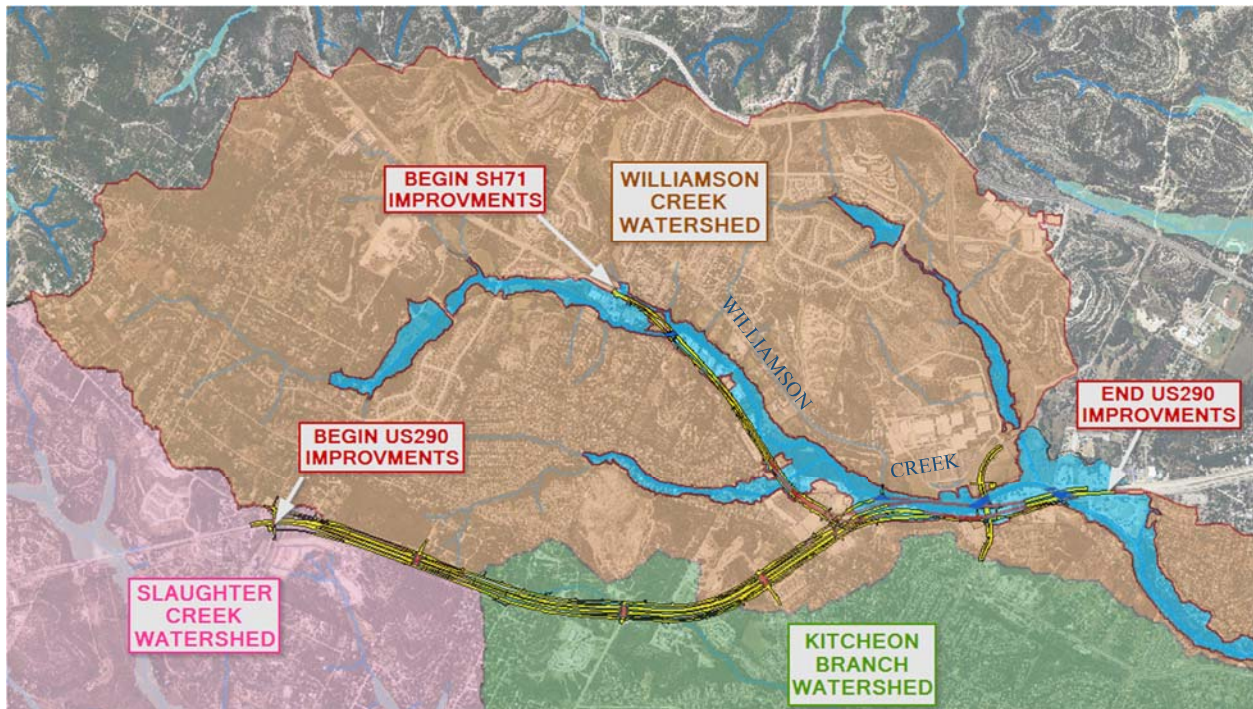 BEGIN SH71
IMPROVMENTS
WILLIAMSON
CREEK
WATERSHED
WILLIAMSON
CREEK
END US290
IMPROVMENTS
BEGIN US290
IMPROVMENTS
SLAUGHTER
CREEK
WATERSHED
KITCHEON
BRANCH
WATERSHED